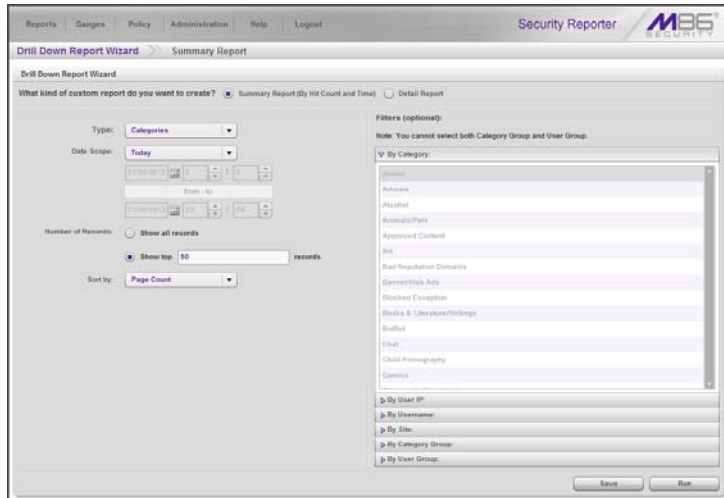 Reports Gauges Policy Administration Help Logout
Security Reporter
M86
SECURITY
Drill Down Report Wizard Summary Report
Drill Down Report Wizard
What kind of custom report do you want to create? Summary Report (By Hit Count and Time) Detail Report
Type: Categories
Date Scope: Today
from - to
Number of Records: Show all records
Show top 50 records
Sort by: Page Count
Filters (optional):
Note: You cannot select both Category Group and User Group.
By Category:
(None)
Adware
Alcohol
Animals/Pets
Approved Content
Art
Bad Reputation Domains
Banner/Web Ads
Blocked Exception
Books & Literature/Writings
BotNet
Chat
Child Pornography
Comics
By User IP:
By Username:
By Site:
By Category Group:
By User Group:
Save Run